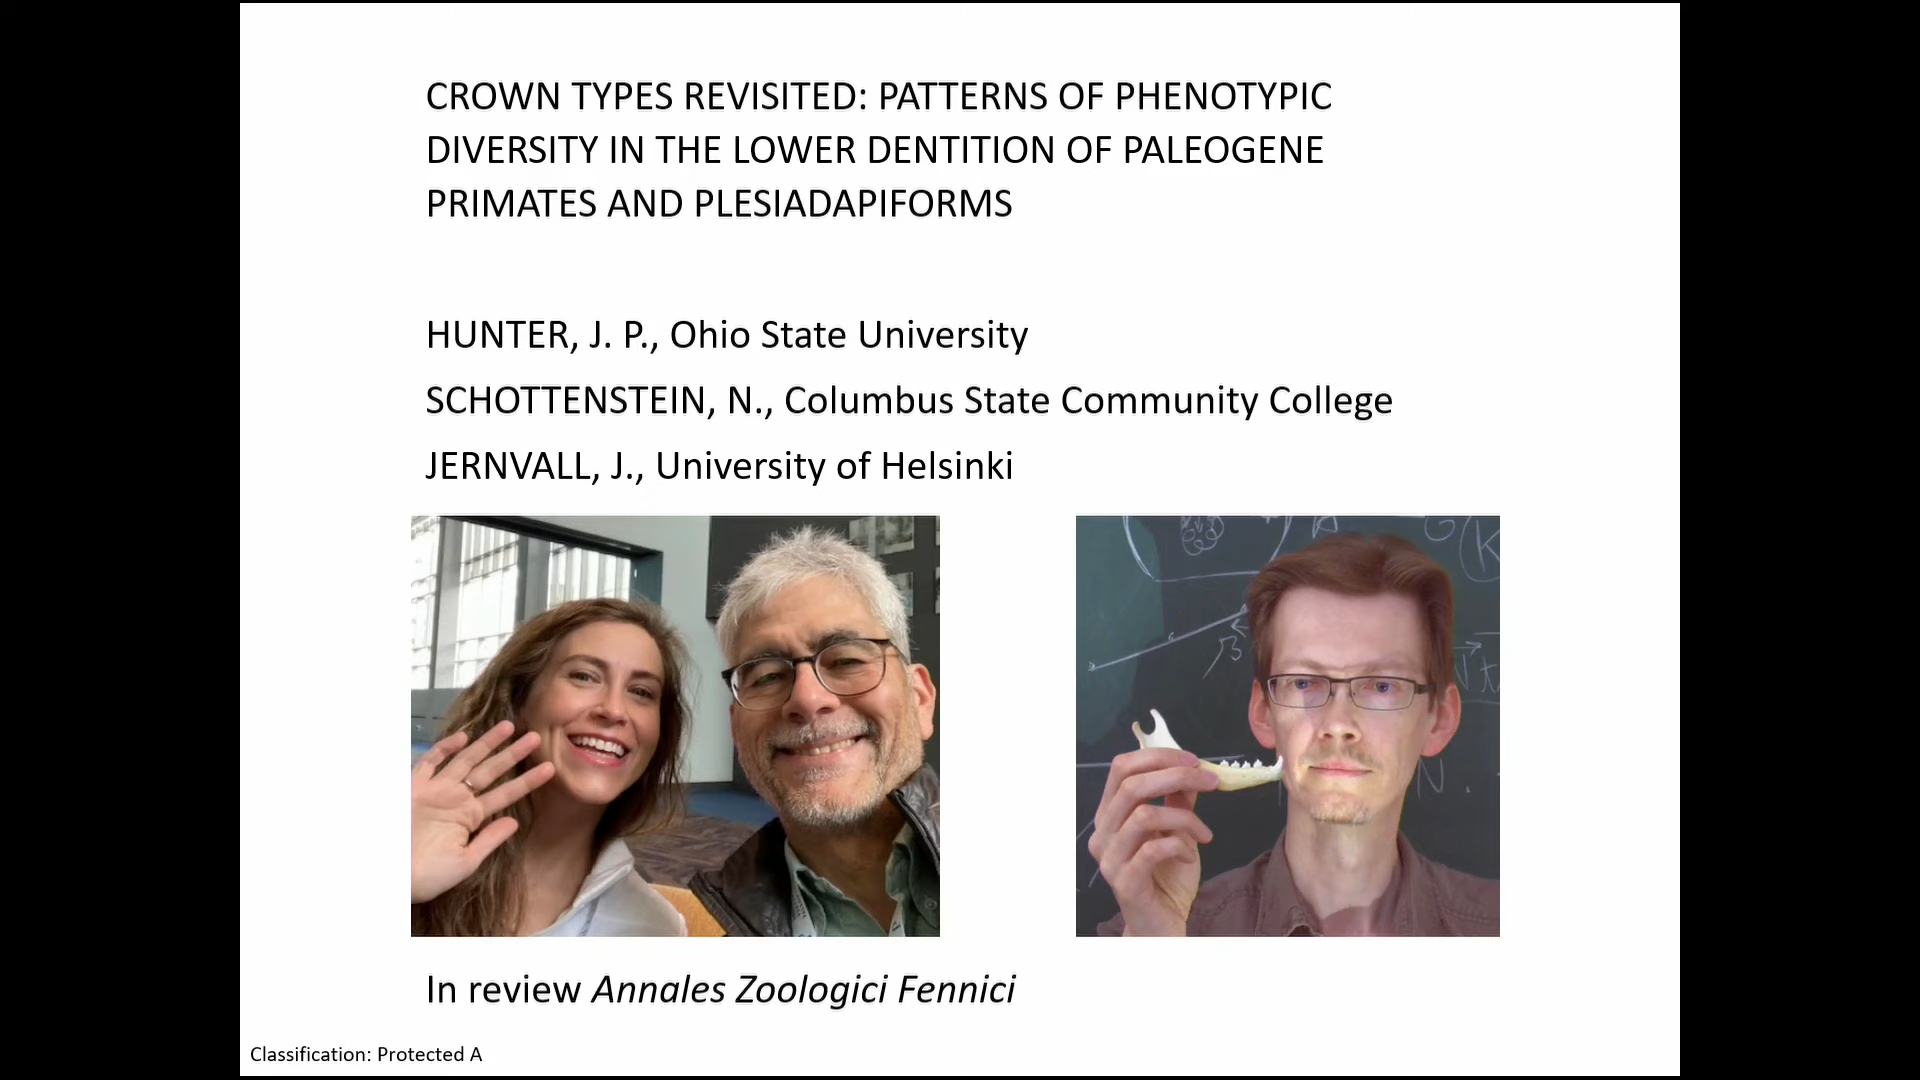 CROWN TYPES REVISITED: PATTERNS OF PHENOTYPIC
DIVERSITY IN THE LOWER DENTITION OF PALEOGENE
PRIMATES AND PLESIADAPIFORMS
HUNTER, J. P., Ohio State University
SCHOTTENSTEIN, N., Columbus State Community College
JERNVALL, J., University of Helsinki
In review Annales Zoologici Fennici
Classification: Protected A